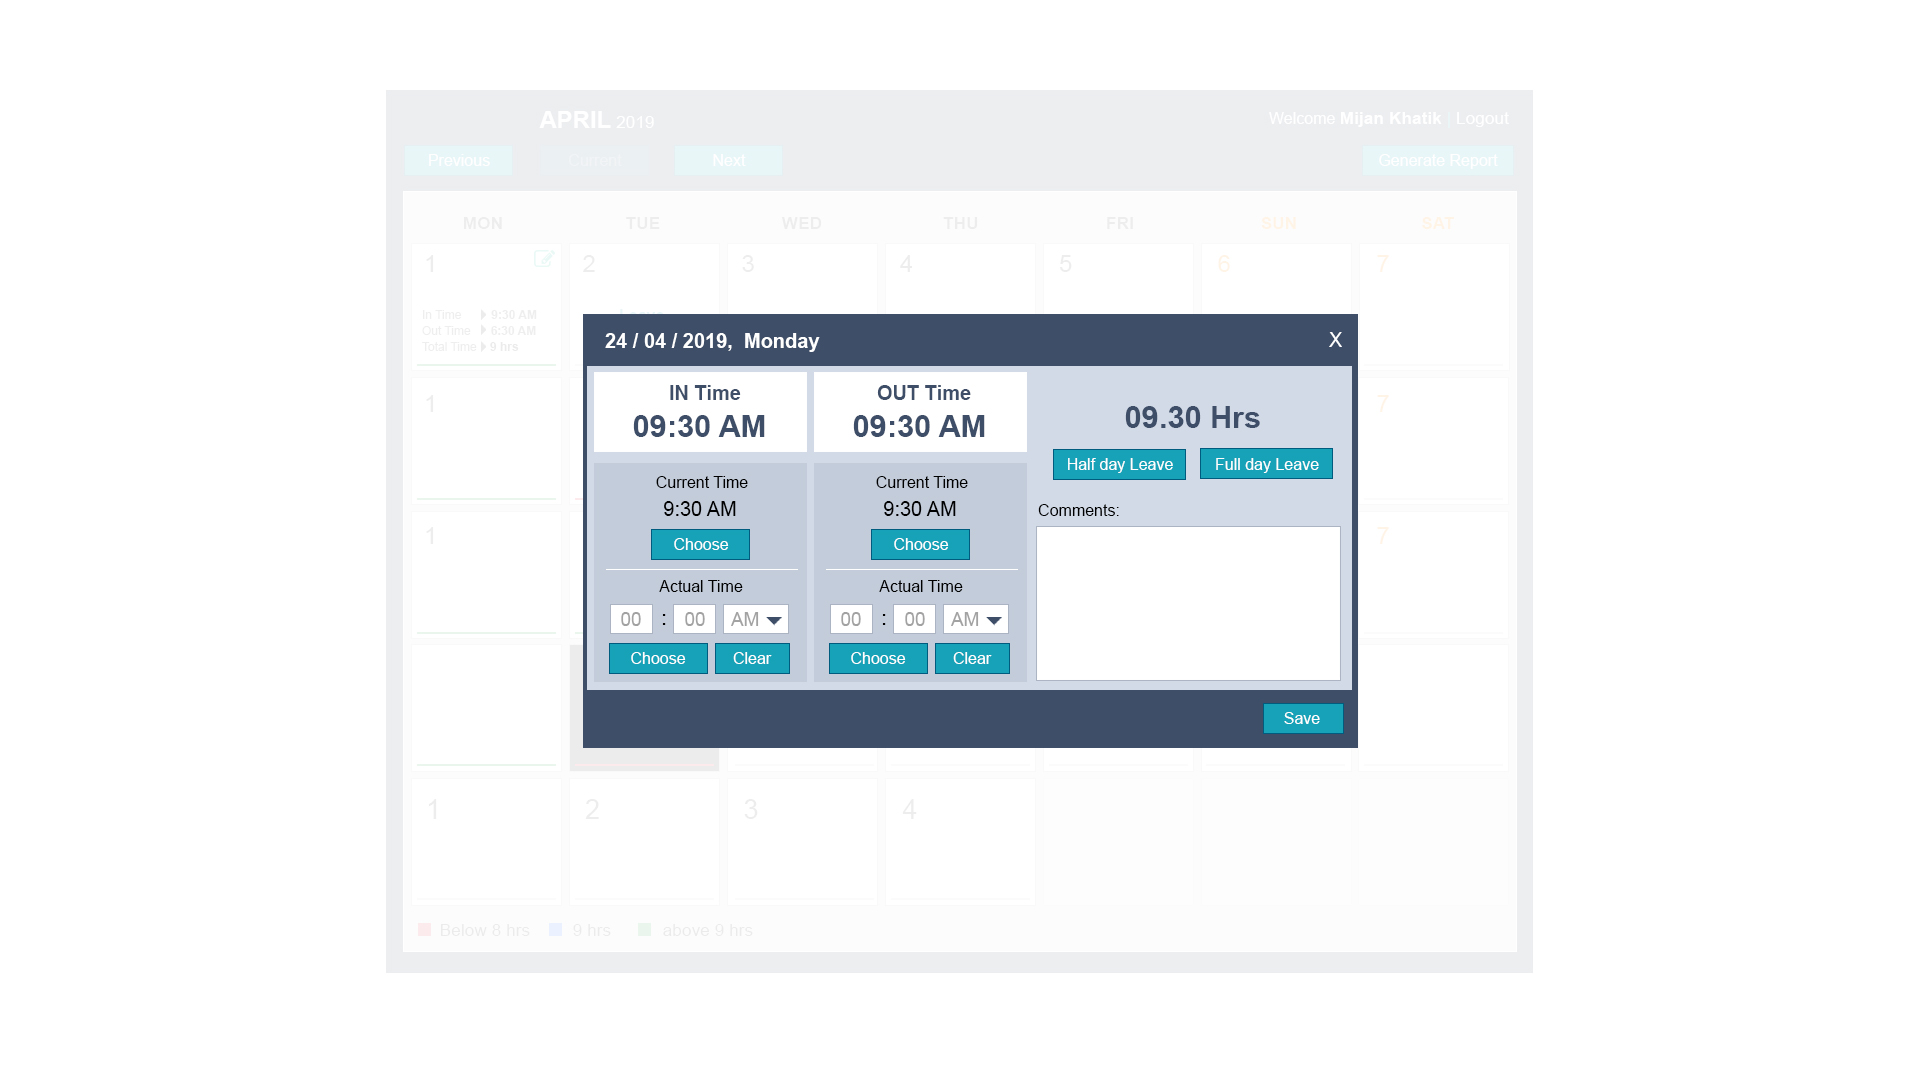 APRIL 2019
Welcome Mijan Khatik | Logout
Previous
Current
Next
Generate Report
MON TUE WED THU FRI SUN SAT
1 2 3 4 5 6 7
In Time 9:30 AM
Out Time 6:30 AM
Total Time 9 hrs
24 / 04 / 2019, Monday
X
IN Time
09:30 AM
Current Time
9:30 AM
Choose
Actual Time
00 : 00 AM
Choose Clear
OUT Time
09:30 AM
Current Time
9:30 AM
Choose
Actual Time
00 : 00 AM
Choose Clear
09.30 Hrs
Half day Leave Full day Leave
Comments:
Save
1 7
1 7
1 2 3 4
Below 8 hrs 9 hrs above 9 hrs